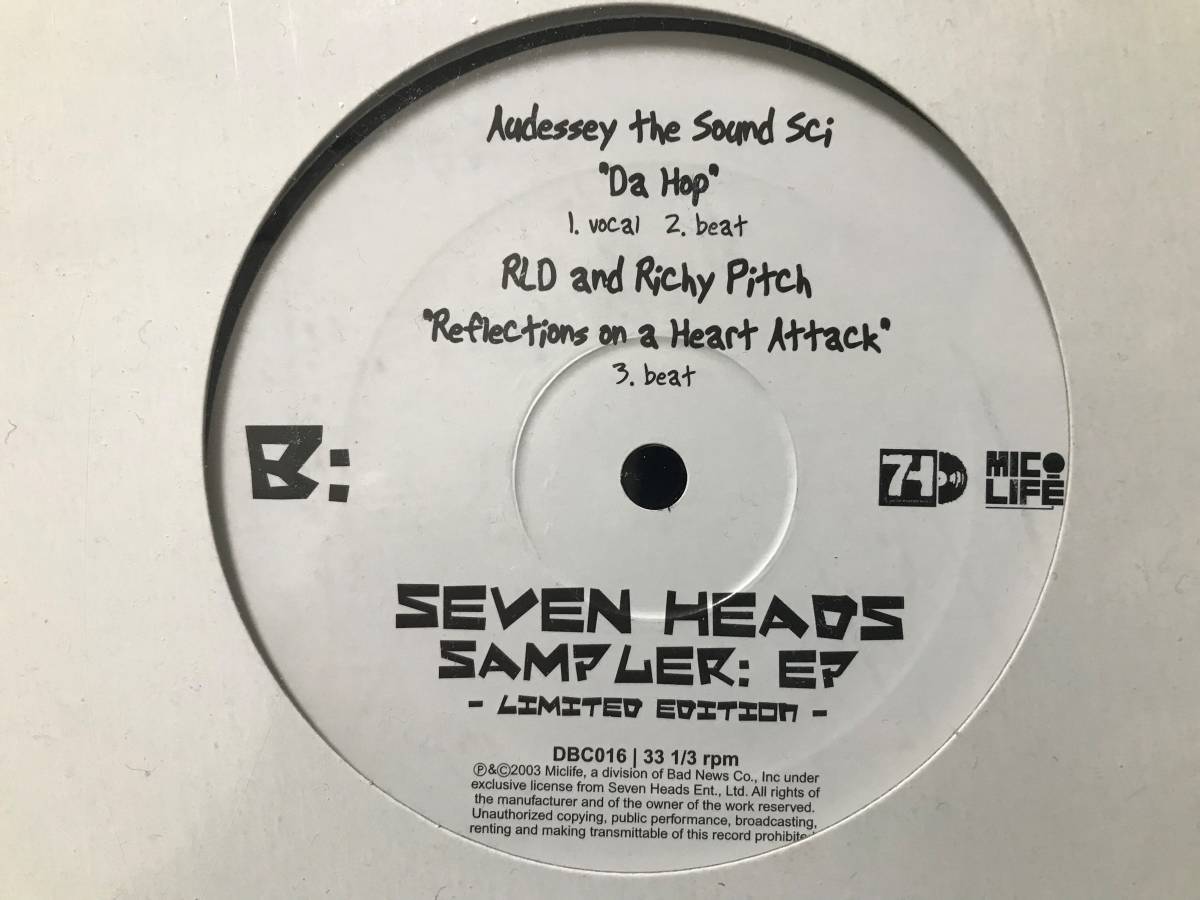 Audessey the Sound Sci
"Da Hop"
1. vocal 2. beat
RLD and Richy Pitch
"Reflections on a Heart Attack"
3. beat
B:
7H
MIC
LIFE
SEVEN HEADS
SAMPLER: EP
- LIMITED EDITION -
DBC016 | 33 1/3 rpm
℗&©2003 Miclife, a division of Bad News Co., Inc under
exclusive license from Seven Heads Ent., Ltd. All rights of
the manufacturer and of the owner of the work reserved.
Unauthorized copying, public performance, broadcasting,
renting and making transmittable of this record prohibite